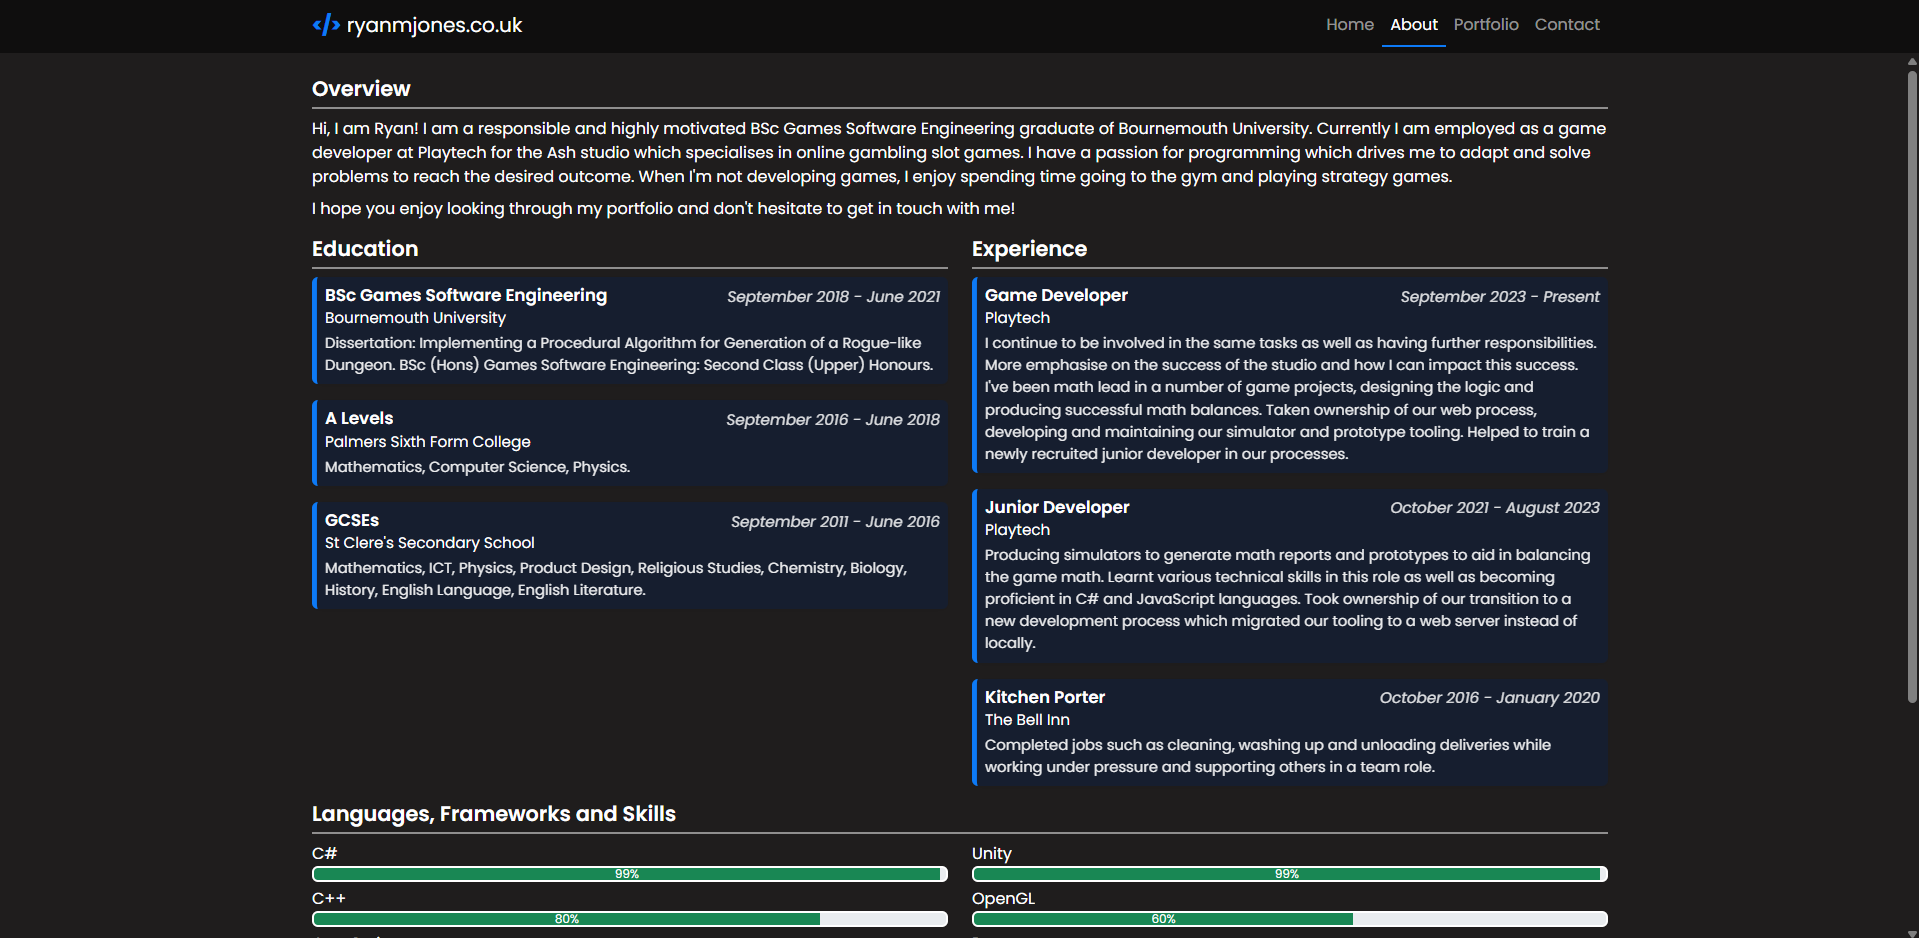 </> ryanmjones.co.uk
Home About Portfolio Contact
Overview
Hi, I am Ryan! I am a responsible and highly motivated BSc Games Software Engineering graduate of Bournemouth University. Currently I am employed as a game
developer at Playtech for the Ash studio which specialises in online gambling slot games. I have a passion for programming which drives me to adapt and solve
problems to reach the desired outcome. When I'm not developing games, I enjoy spending time going to the gym and playing strategy games.
I hope you enjoy looking through my portfolio and don't hesitate to get in touch with me!
Education
BSc Games Software Engineering September 2018 - June 2021
Bournemouth University
Dissertation: Implementing a Procedural Algorithm for Generation of a Rogue-like
Dungeon. BSc (Hons) Games Software Engineering: Second Class (Upper) Honours.
A Levels September 2016 - June 2018
Palmers Sixth Form College
Mathematics, Computer Science, Physics.
GCSEs September 2011 - June 2016
St Clere's Secondary School
Mathematics, ICT, Physics, Product Design, Religious Studies, Chemistry, Biology,
History, English Language, English Literature.
Experience
Game Developer September 2023 - Present
Playtech
I continue to be involved in the same tasks as well as having further responsibilities.
More emphasise on the success of the studio and how I can impact this success.
I've been math lead in a number of game projects, designing the logic and
producing successful math balances. Taken ownership of our web process,
developing and maintaining our simulator and prototype tooling. Helped to train a
newly recruited junior developer in our processes.
Junior Developer October 2021 - August 2023
Playtech
Producing simulators to generate math reports and prototypes to aid in balancing
the game math. Learnt various technical skills in this role as well as becoming
proficient in C# and JavaScript languages. Took ownership of our transition to a
new development process which migrated our tooling to a web server instead of
locally.
Kitchen Porter October 2016 - January 2020
The Bell Inn
Completed jobs such as cleaning, washing up and unloading deliveries while
working under pressure and supporting others in a team role.
Languages, Frameworks and Skills
C#
99%
C++
80%
Unity
99%
OpenGL
60%